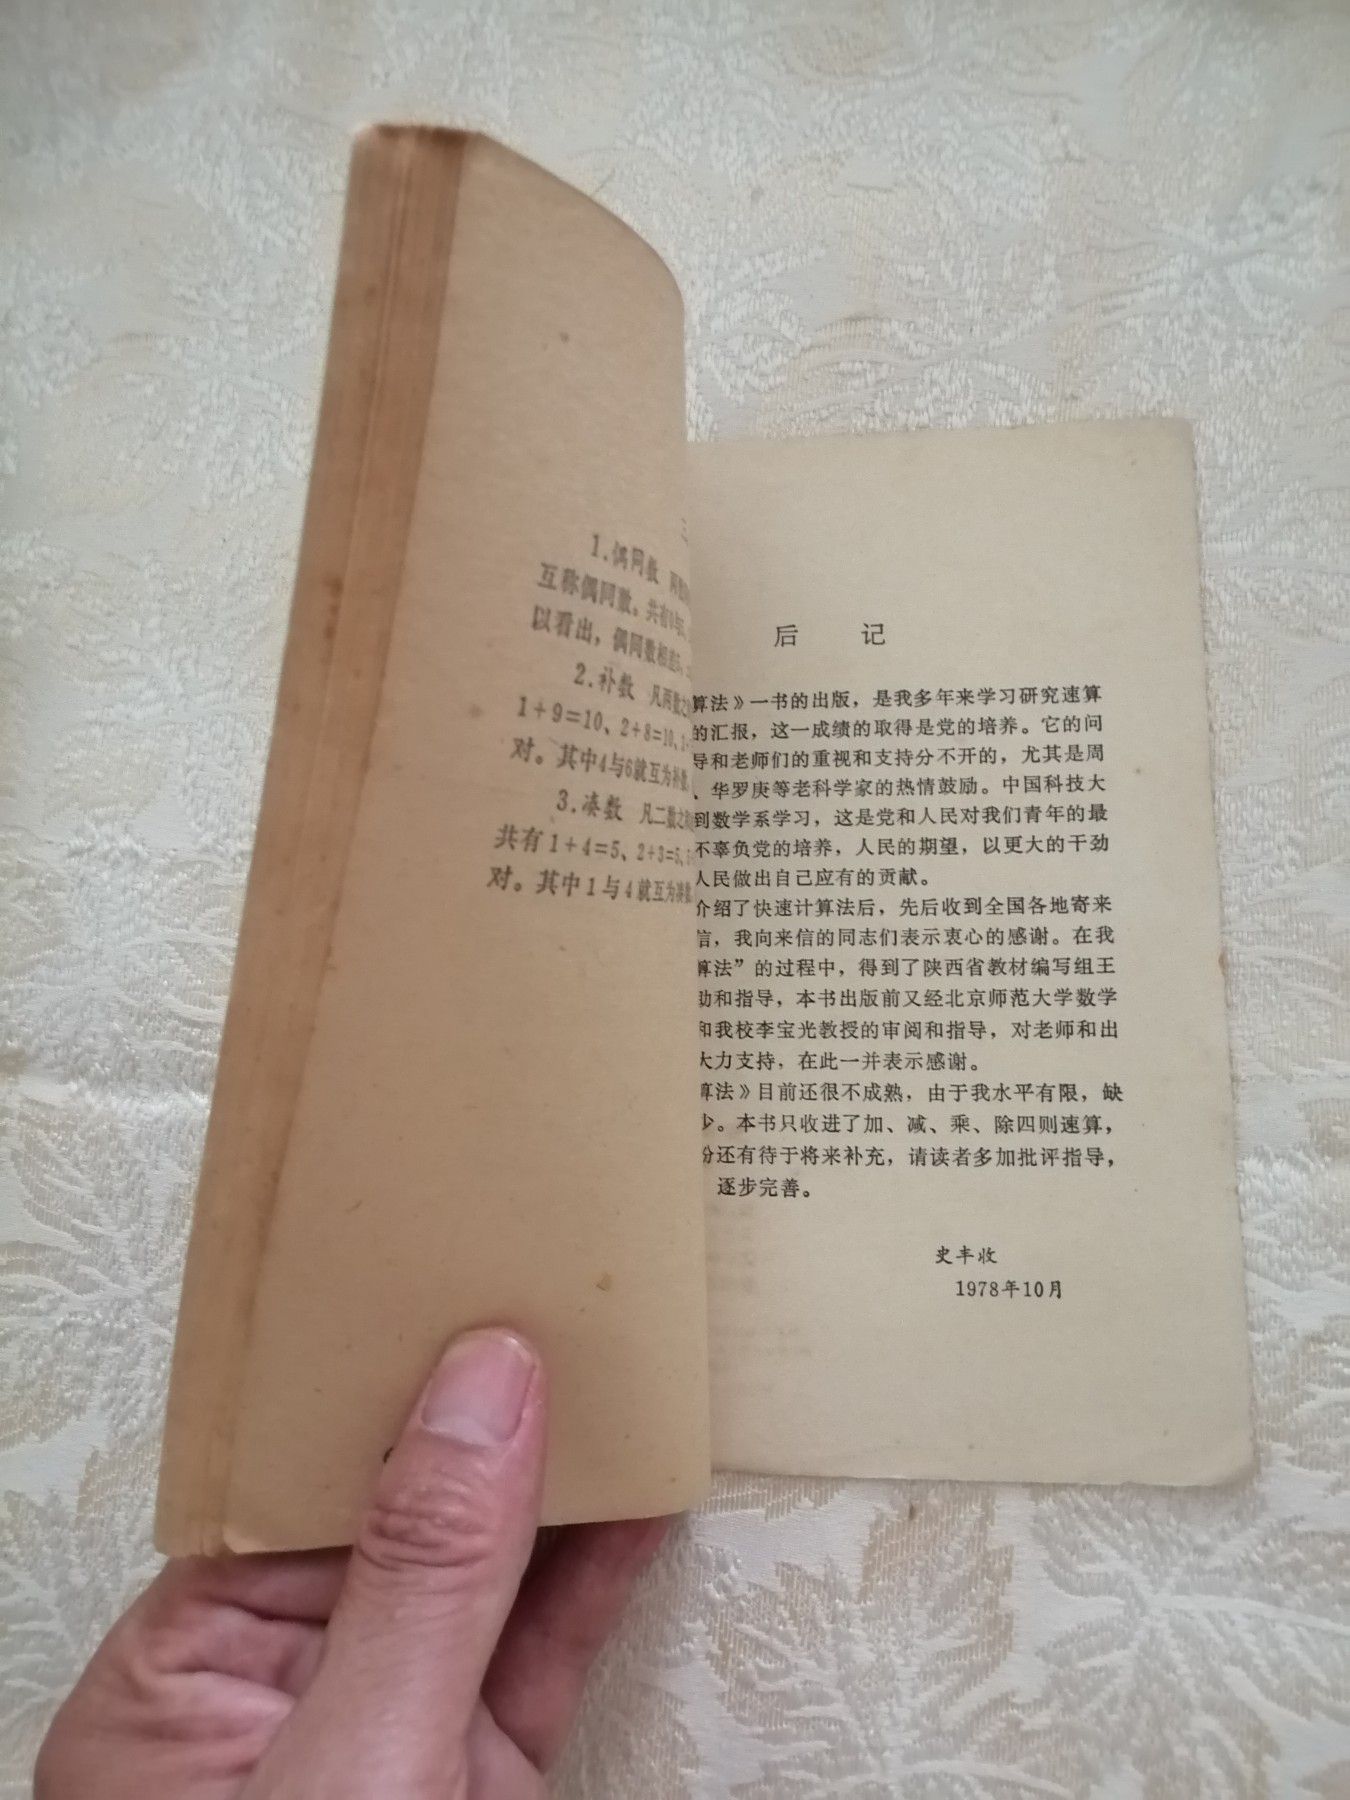 1.偶同数 两数
互称偶同数。共有0与
以看出，偶同数相差5
2.补数 凡两数之
1+9=10、2+8=10、3
对。其中4与6就互为补数
3.凑数 凡二数之
共有1+4=5、2+3=5、5
对。其中1与4就互为凑数
后 记
算法》一书的出版，是我多年来学习研究速算
的汇报，这一成绩的取得是党的培养。它的问
导和老师们的重视和支持分不开的，尤其是周
、华罗庚等老科学家的热情鼓励。中国科技大
到数学系学习，这是党和人民对我们青年的最
不辜负党的培养，人民的期望，以更大的干劲
人民做出自己应有的贡献。
介绍了快速计算法后，先后收到全国各地寄来
信，我向来信的同志们表示衷心的感谢。在我
算法”的过程中，得到了陕西省教材编写组王
助和指导，本书出版前又经北京师范大学数学
和我校李宝光教授的审阅和指导，对老师和出
大力支持，在此一并表示感谢。
算法》目前还很不成熟，由于我水平有限，缺
少。本书只收进了加、减、乘、除四则速算，
份还有待于将来补充，请读者多加批评指导，
逐步完善。
史丰收
1978年10月